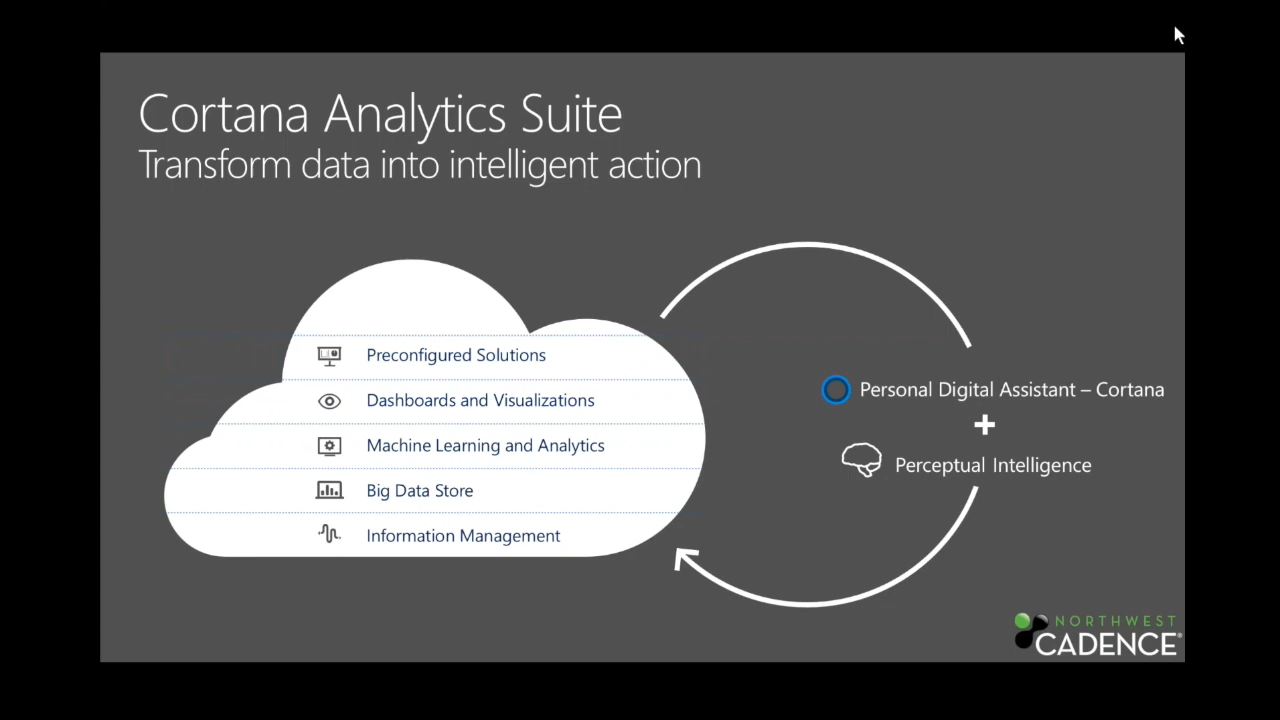 Cortana Analytics Suite
Transform data into intelligent action
Preconfigured Solutions
Dashboards and Visualizations
Machine Learning and Analytics
Big Data Store
Information Management
Personal Digital Assistant – Cortana
+
Perceptual Intelligence
NORTHWEST
CADENCE®